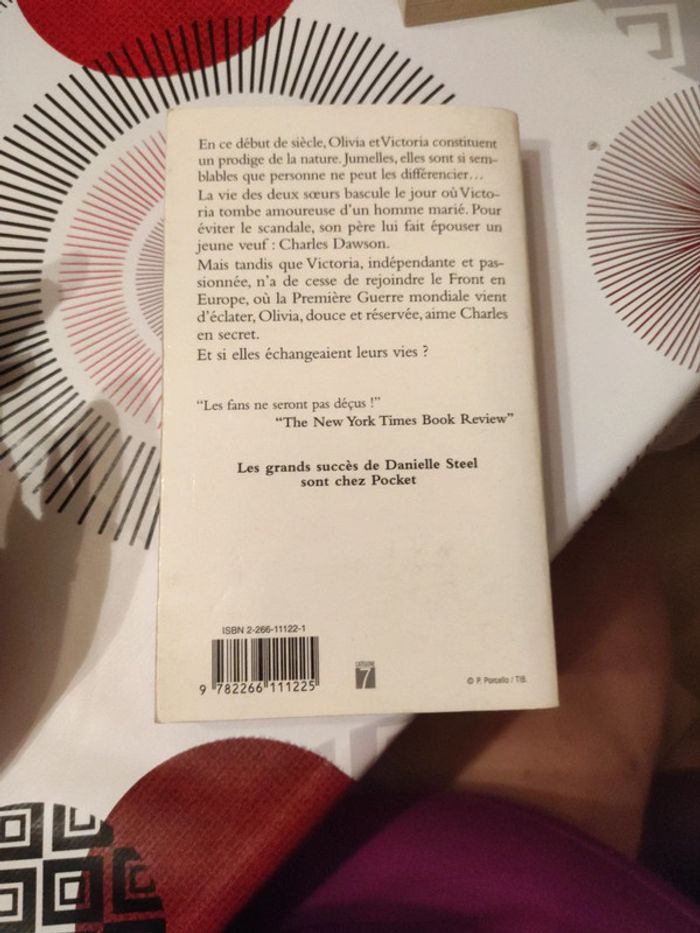 En ce début de siècle, Olivia et Victoria constituent
un prodige de la nature. Jumelles, elles sont si sem-
blables que personne ne peut les différencier...
La vie des deux sœurs bascule le jour où Victo-
ria tombe amoureuse d'un homme marié. Pour
éviter le scandale, son père lui fait épouser un
jeune veuf : Charles Dawson.
Mais tandis que Victoria, indépendante et pas-
sionnée, n'a de cesse de rejoindre le Front en
Europe, où la Première Guerre mondiale vient
d'éclater, Olivia, douce et réservée, aime Charles
en secret.
Et si elles échangeaient leurs vies ?
“Les fans ne seront pas déçus !”
“The New York Times Book Review”
Les grands succès de Danielle Steel
sont chez Pocket
ISBN 2-266-11122-1
9 782266 111225
CATÉGORIE
7
© P. Porcello / TIB.